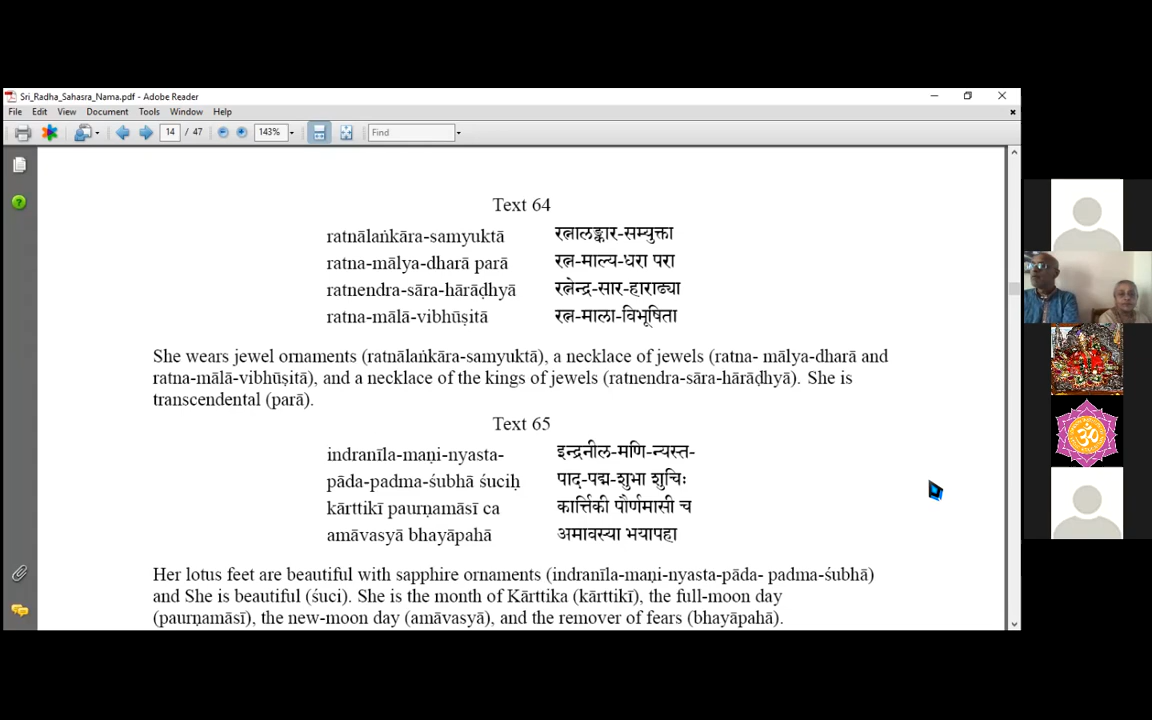 Sri_Radha_Sahasra_Nama.pdf - Adobe Reader
File Edit View Document Tools Window Help
14 / 47 143% Find
Text 64
ratnālaṅkāra-samyuktā रत्नालङ्कार-सम्युक्ता
ratna-mālya-dharā parā रत्न-माल्य-धरा परा
ratnendra-sāra-hārāḍhyā रत्नेन्द्र-सार-हाराढ्या
ratna-mālā-vibhūṣitā रत्न-माला-विभूषिता
She wears jewel ornaments (ratnālaṅkāra-samyuktā), a necklace of jewels (ratna- mālya-dharā and
ratna-mālā-vibhūṣitā), and a necklace of the kings of jewels (ratnendra-sāra-hārāḍhyā). She is
transcendental (parā).
Text 65
indranīla-maṇi-nyasta- इन्द्रनील-मणि-न्यस्त-
pāda-padma-śubhā śuciḥ पाद-पद्म-शुभा शुचिः
kārttikī paurṇamāsī ca कार्त्तिकी पौर्णमासी च
amāvasyā bhayāpahā अमावस्या भयापहा
Her lotus feet are beautiful with sapphire ornaments (indranīla-maṇi-nyasta-pāda- padma-śubhā)
and She is beautiful (śuci). She is the month of Kārttika (kārttikī), the full-moon day
(paurṇamāsī), the new-moon day (amāvasyā), and the remover of fears (bhayāpahā).
ॐ